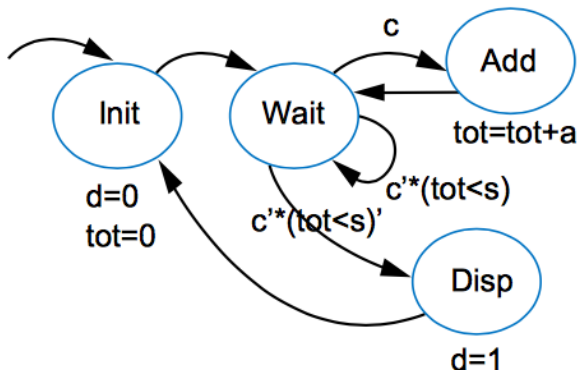 c
Add
Init
Wait
tot=tot+a
d=0
tot=0
c’*(tot<s)
c’*(tot<s)’
Disp
d=1